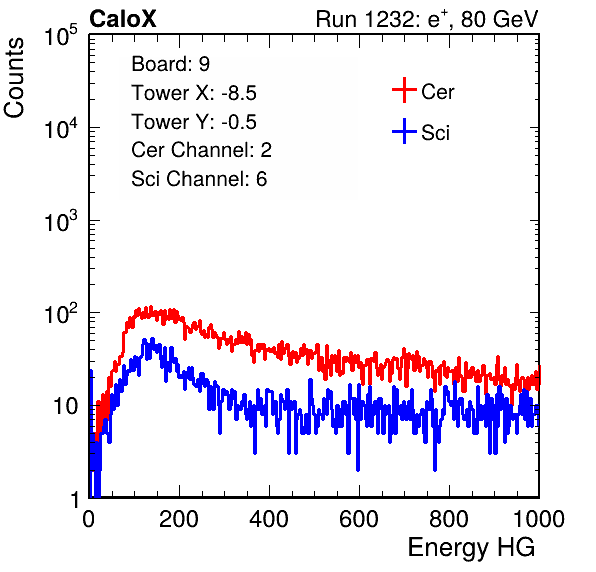 CaloX
Run 1232: e+, 80 GeV
Counts
10^5
10^4
10^3
10^2
10
1
Board: 9
Tower X: -8.5
Tower Y: -0.5
Cer Channel: 2
Sci Channel: 6
Cer
Sci
0 200 400 600 800 1000
Energy HG